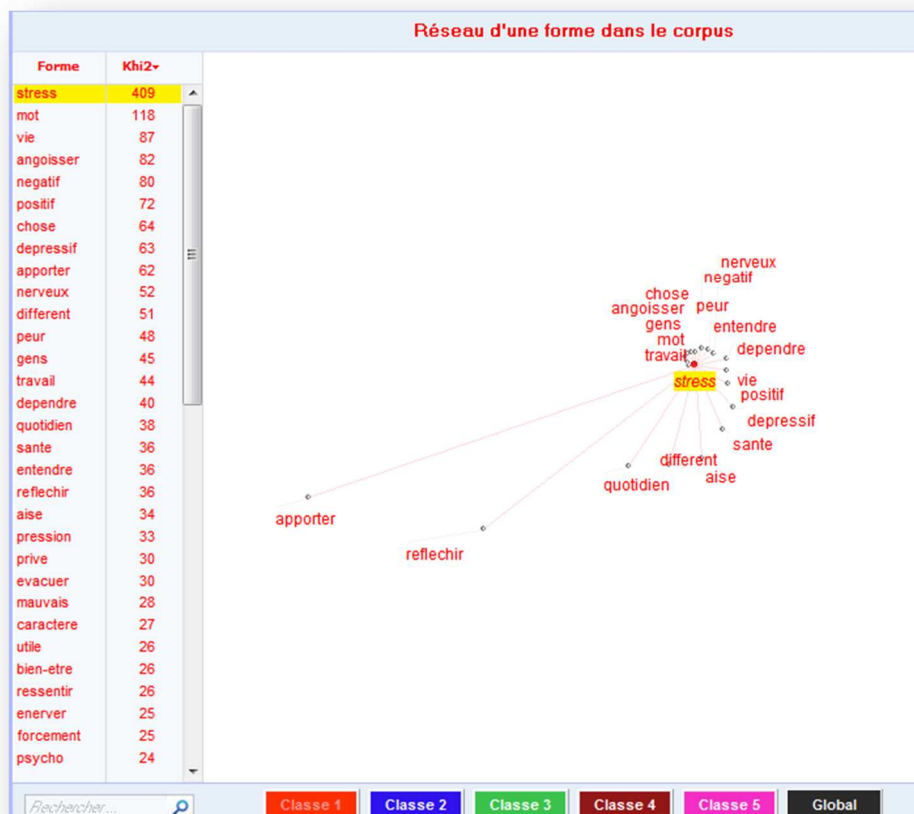 Réseau d'une forme dans le corpus
Forme Khi2
stress 409
mot 118
vie 87
angoisser 82
negatif 80
positif 72
chose 64
depressif 63
apporter 62
nerveux 52
different 51
peur 48
gens 45
travail 44
dependre 40
quotidien 38
sante 36
entendre 36
reflechir 36
aise 34
pression 33
prive 30
evacuer 30
mauvais 28
caractere 27
utile 26
bien-etre 26
ressentir 26
enerver 25
forcement 25
psycho 24
nerveux
negatif
chose
angoisser peur
gens entendre
mot
dependre
travail
stress vie
positif
depressif
sante
different
aise
quotidien
apporter
reflechir
Rechercher... Classe 1 Classe 2 Classe 3 Classe 4 Classe 5 Global